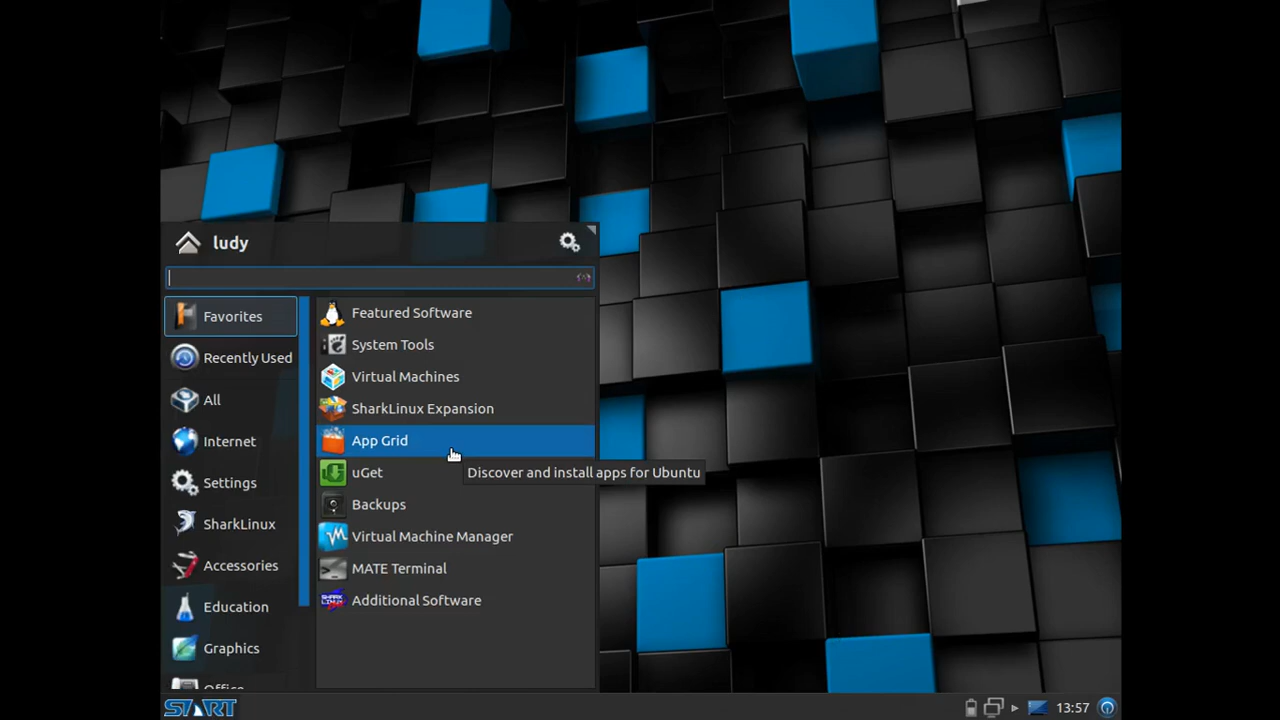 ludy
Favorites
Recently Used
All
Internet
Settings
SharkLinux
Accessories
Education
Graphics
Office
Featured Software
System Tools
Virtual Machines
SharkLinux Expansion
App Grid
uGet
Discover and install apps for Ubuntu
Backups
Virtual Machine Manager
MATE Terminal
Additional Software
START
13:57